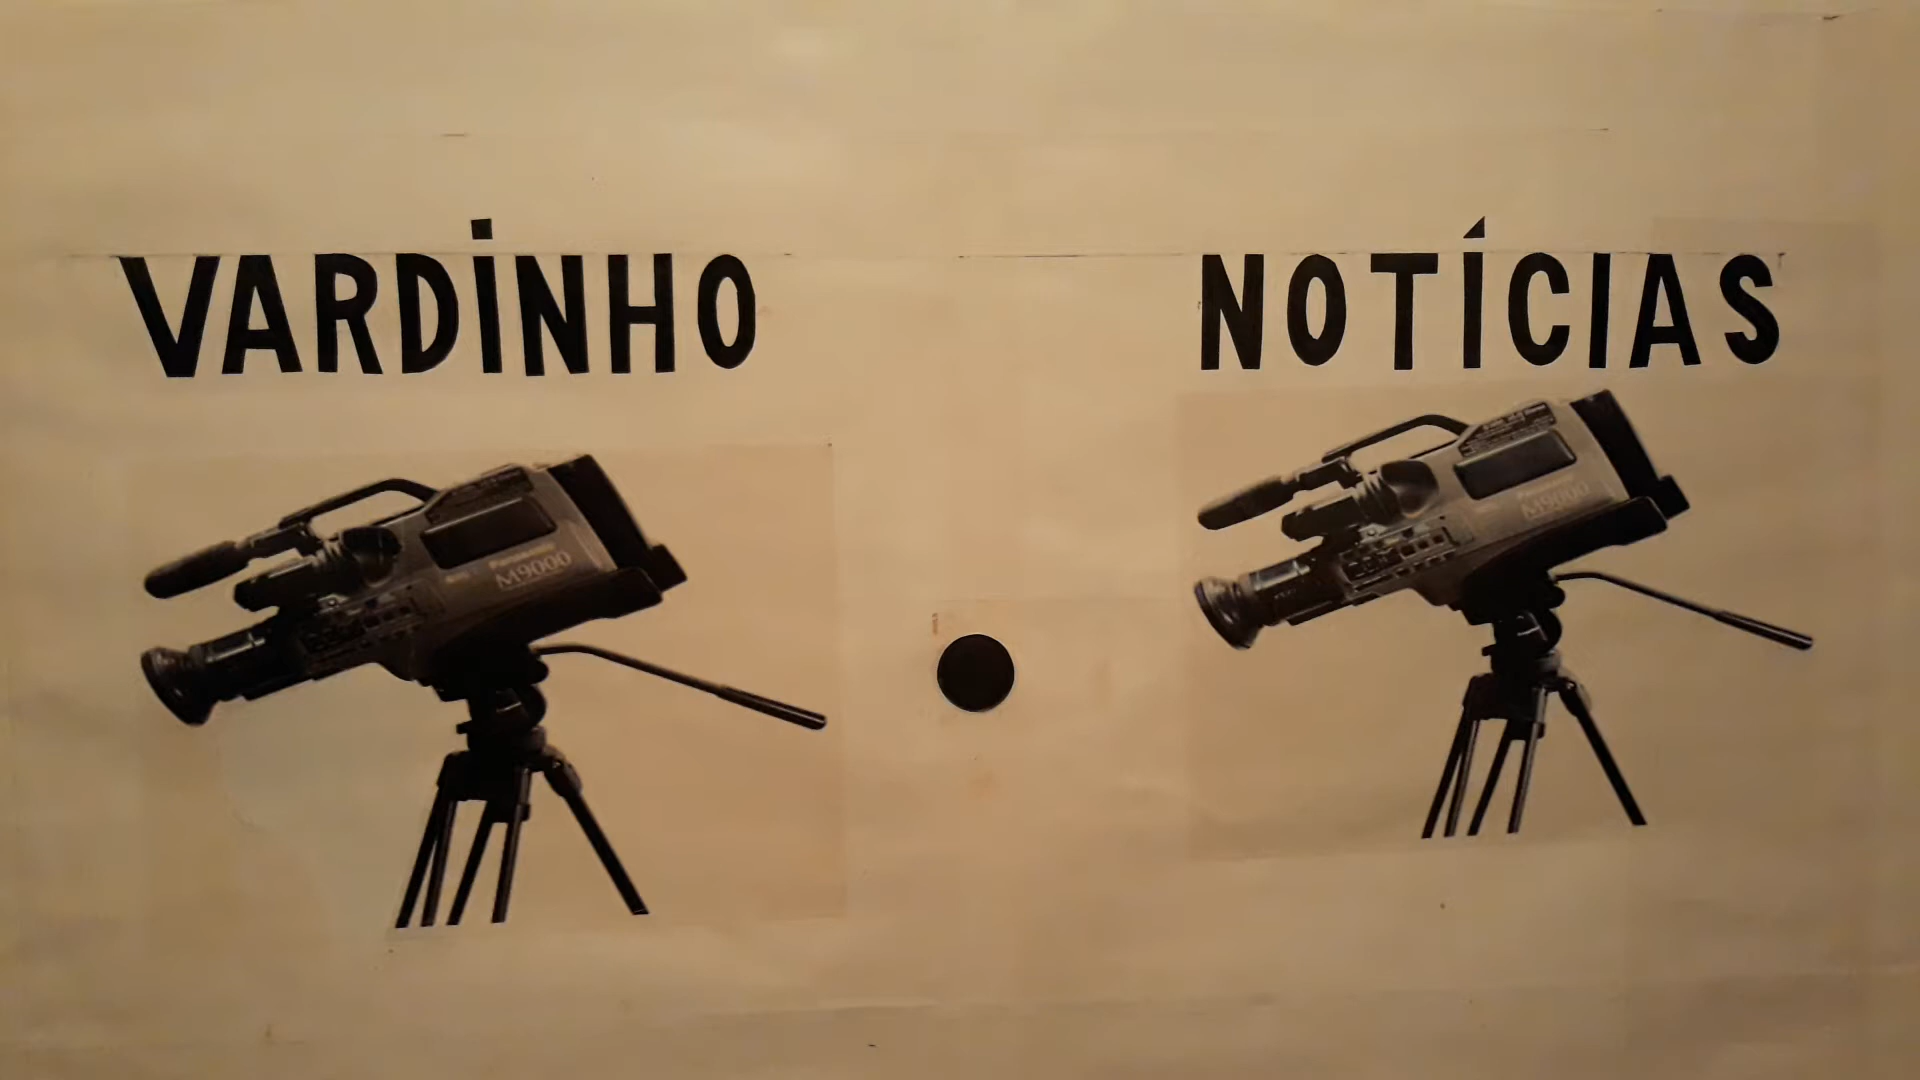 VARDINHO NOTÍCIAS
Panasonic
M9000
Panasonic
M9000